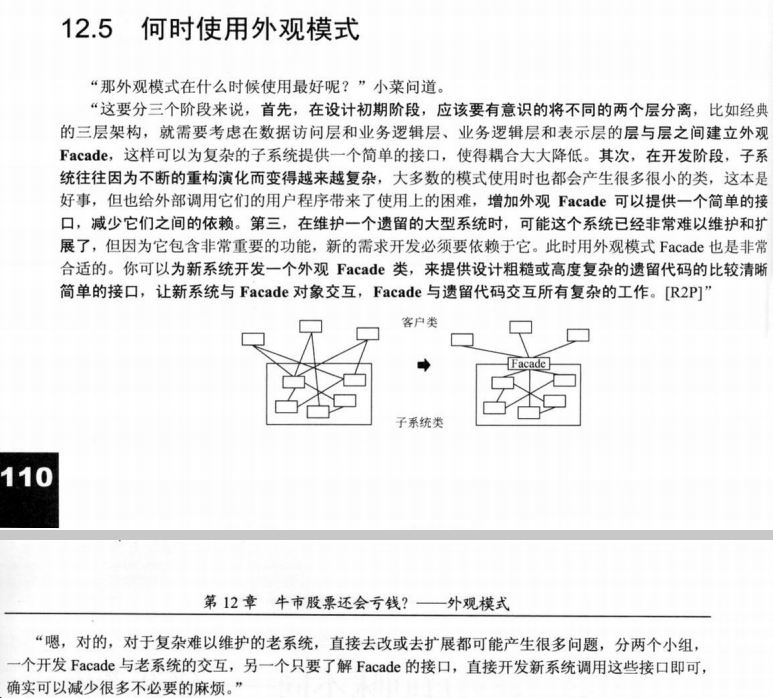 12.5 何时使用外观模式
“那外观模式在什么时候使用最好呢？”小菜问道。
“这要分三个阶段来说，首先，在设计初期阶段，应该要有意识的将不同的两个层分离，比如经典
的三层架构，就需要考虑在数据访问层和业务逻辑层、业务逻辑层和表示层的层与层之间建立外观
Facade，这样可以为复杂的子系统提供一个简单的接口，使得耦合大大降低。其次，在开发阶段，子系
统往往因为不断的重构演化而变得越来越复杂，大多数的模式使用时也都会产生很多很小的类，这本是
好事，但也给外部调用它们的用户程序带来了使用上的困难，增加外观 Facade 可以提供一个简单的接
口，减少它们之间的依赖。第三，在维护一个遗留的大型系统时，可能这个系统已经非常难以维护和扩
展了，但因为它包含非常重要的功能，新的需求开发必须要依赖于它。此时用外观模式 Facade 也是非常
合适的。你可以为新系统开发一个外观 Facade 类，来提供设计粗糙或高度复杂的遗留代码的比较清晰
简单的接口，让新系统与 Facade 对象交互，Facade 与遗留代码交互所有复杂的工作。[R2P]”
客户类
Facade
子系统类
110
第 12 章 牛市股票还会亏钱？——外观模式
“嗯，对的，对于复杂难以维护的老系统，直接去改或去扩展都可能产生很多问题，分两个小组，
一个开发 Facade 与老系统的交互，另一个只要了解 Facade 的接口，直接开发新系统调用这些接口即可，
确实可以减少很多不必要的麻烦。”